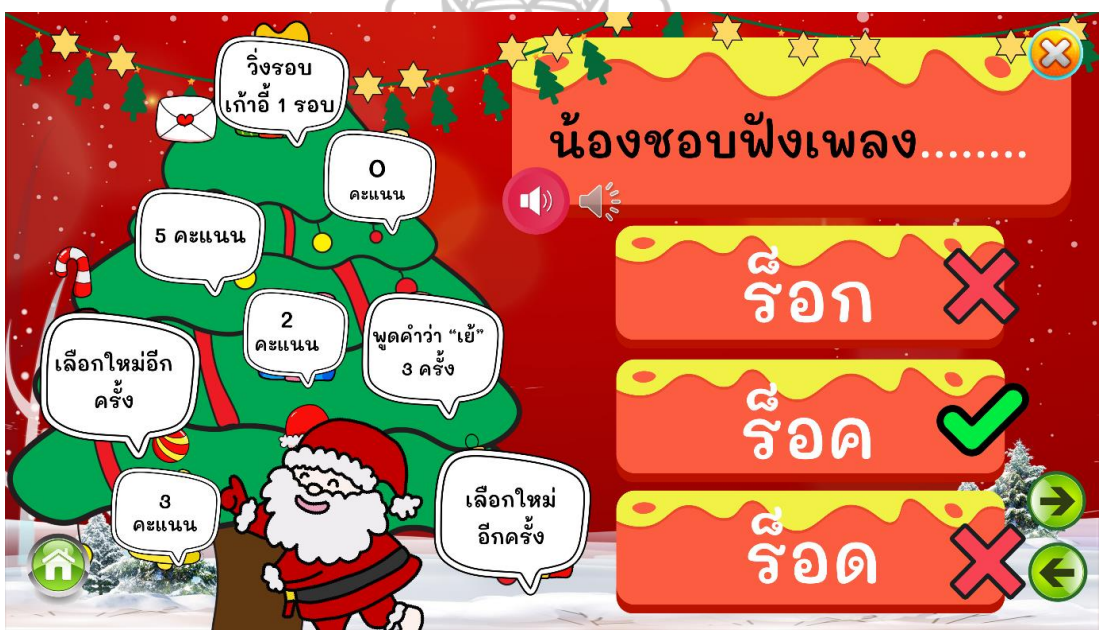 วิ่งรอบ
เก้าอี้ 1 รอบ
0
คะแนน
5 คะแนน
2
คะแนน
พูดคำว่า “เย้”
3 ครั้ง
เลือกใหม่อีก
ครั้ง
3
คะแนน
เลือกใหม่
อีกครั้ง
น้องชอบฟังเพลง........
ร็อก
ร็อค
ร็อด